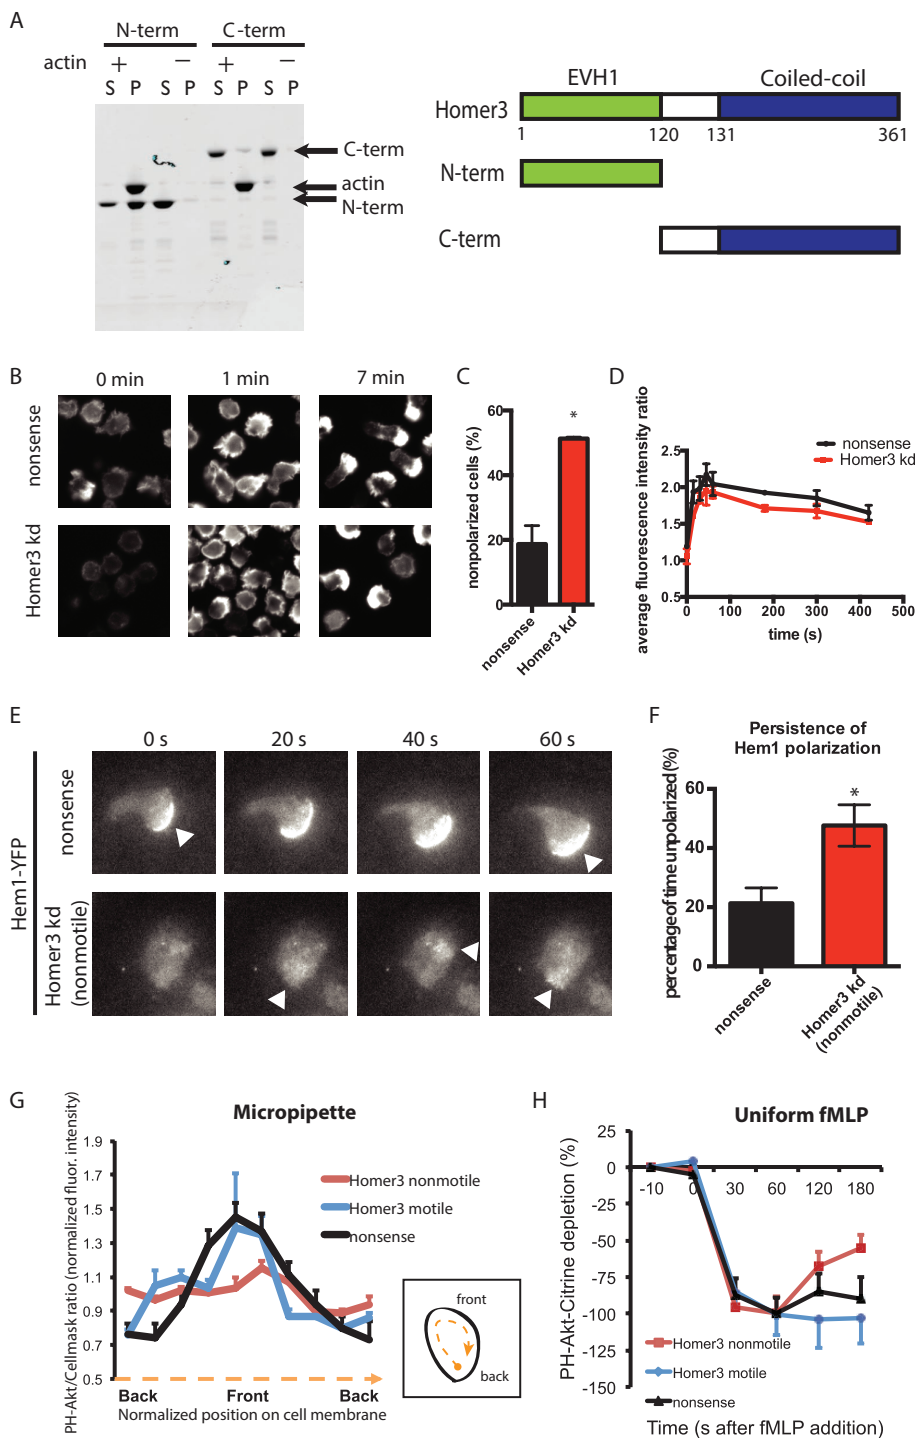 A
N-term C-term
actin + − + −
S P S P S P S P
C-term
actin
N-term
EVH1 Coiled-coil
Homer3
1 120 131 361
N-term
C-term
B
0 min 1 min 7 min
nonsense
Homer3 kd
C
nonpolarized cells (%)
60
40
20
0
*
nonsense
Homer3 kd
D
average fluorescence intensity ratio
nonsense
Homer3 kd
2.5
2.0
1.5
1.0
0.5
0 100 200 300 400 500
time (s)
E
0 s 20 s 40 s 60 s
Hem1-YFP
nonsense
Homer3 kd
(nonmotile)
F
Persistence of
Hem1 polarization
percentage of time unpolarized (%)
60
40
20
0
*
nonsense
Homer3 kd
(nonmotile)
G
Micropipette
PH-Akt/Cellmask ratio (normalized fluor. intensity)
1.9
1.7
1.5
1.3
1.1
0.9
0.7
0.5
Homer3 nonmotile
Homer3 motile
nonsense
Back Front Back
Normalized position on cell membrane
front
back
H
Uniform fMLP
PH-Akt-Citrine depletion (%)
25
0
-25
-50
-75
-100
-125
-150
-10 0 30 60 120 180
Homer3 nonmotile
Homer3 motile
nonsense
Time (s after fMLP addition)